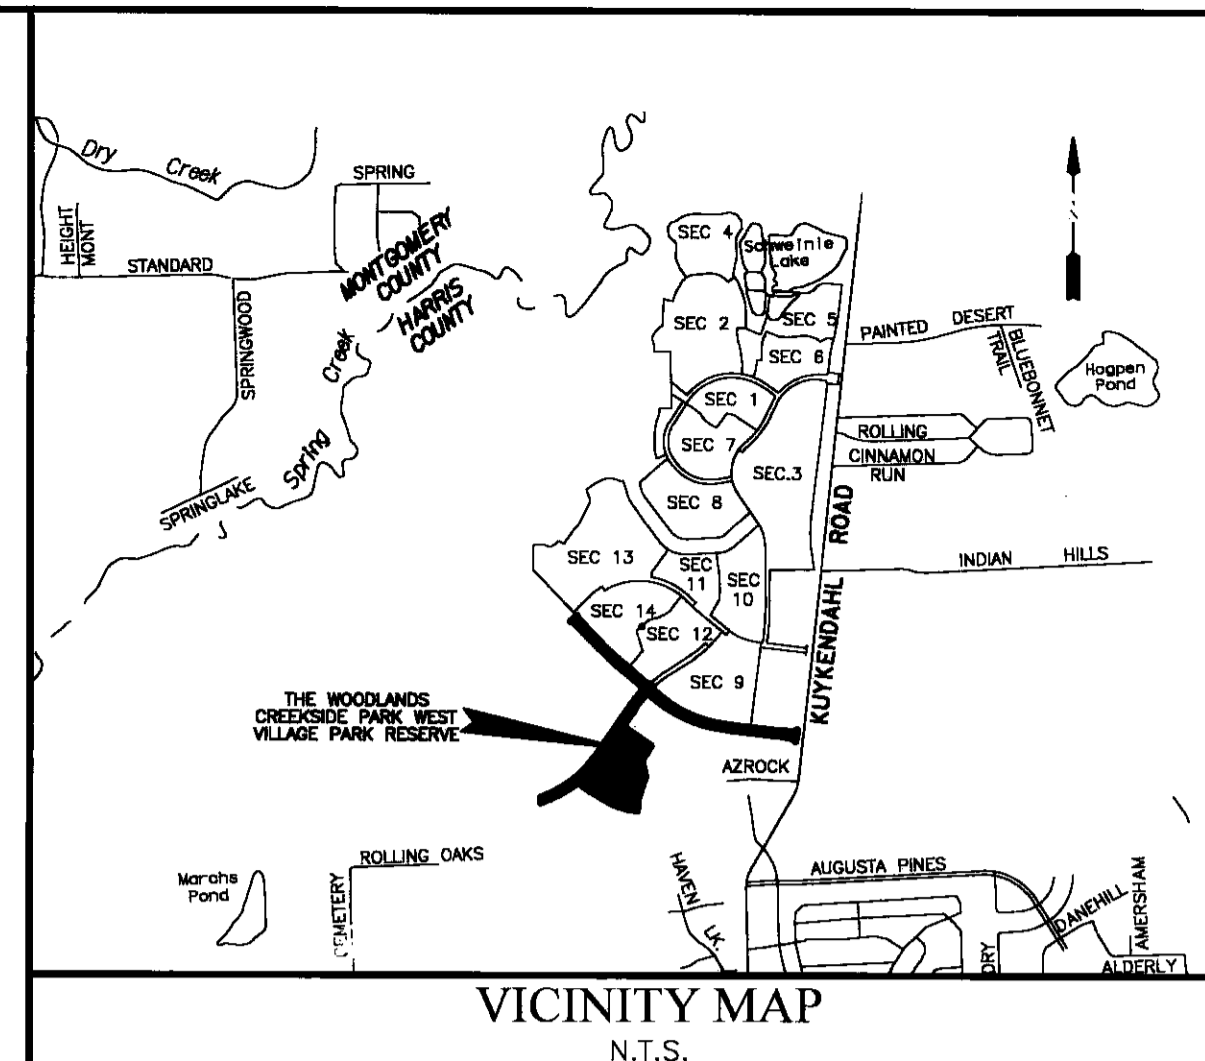 Dry Creek
SPRING
HEIGHT
MONT
STANDARD
MONTGOMERY
COUNTY
HARRIS
COUNTY
SPRINGWOOD
Spring Creek
SPRINGLAKE
SEC 4
Schweinle
Lake
SEC 2
SEC 5
SEC 6
PAINTED DESERT
BLUEBONNET
TRAIL
Hogpen
Pond
SEC 1
SEC 7
SEC.3
ROLLING
CINNAMON
RUN
SEC 8
KUYKENDAHL ROAD
SEC 13
SEC
11
SEC
10
INDIAN HILLS
SEC 14
SEC 12
SEC 9
THE WOODLANDS
CREEKSIDE PARK WEST
VILLAGE PARK RESERVE
AZROCK
ROLLING OAKS
Marahs
Pond
CEMETERY
HAVEN
LK.
AUGUSTA PINES
DANEHILL
AMERSHAM
ALDERLY
DRY
VICINITY MAP
N.T.S.